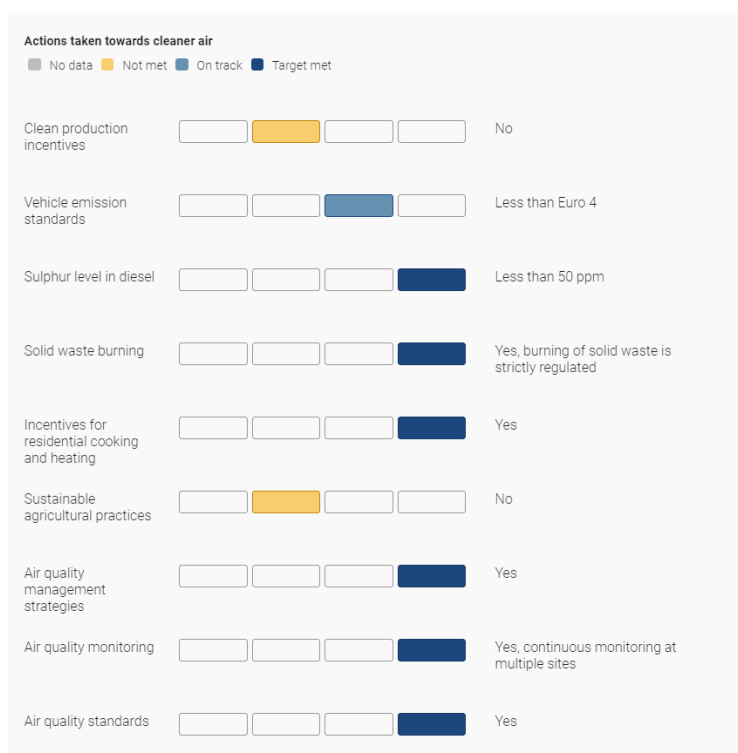 Actions taken towards cleaner air
No data Not met On track Target met
Clean production
incentives
No
Vehicle emission
standards
Less than Euro 4
Sulphur level in diesel
Less than 50 ppm
Solid waste burning
Yes, burning of solid waste is
strictly regulated
Incentives for
residential cooking
and heating
Yes
Sustainable
agricultural practices
No
Air quality
management
strategies
Yes
Air quality monitoring
Yes, continuous monitoring at
multiple sites
Air quality standards
Yes